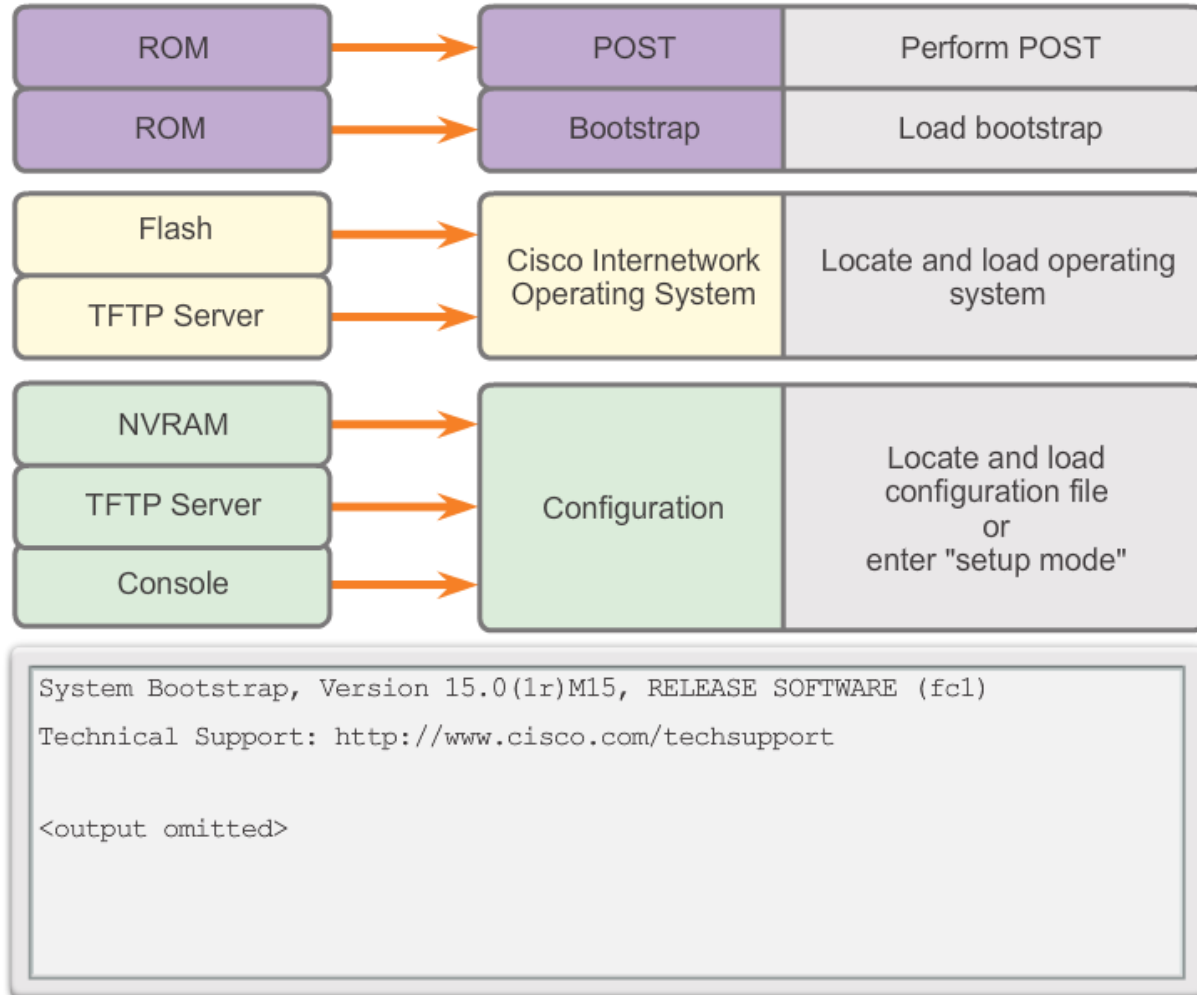 ROM
POST
Perform POST
ROM
Bootstrap
Load bootstrap
Flash
TFTP Server
Cisco Internetwork
Operating System
Locate and load operating
system
NVRAM
TFTP Server
Console
Configuration
Locate and load
configuration file
or
enter "setup mode"
System Bootstrap, Version 15.0(1r)M15, RELEASE SOFTWARE (fc1)
Technical Support: http://www.cisco.com/techsupport
<output omitted>